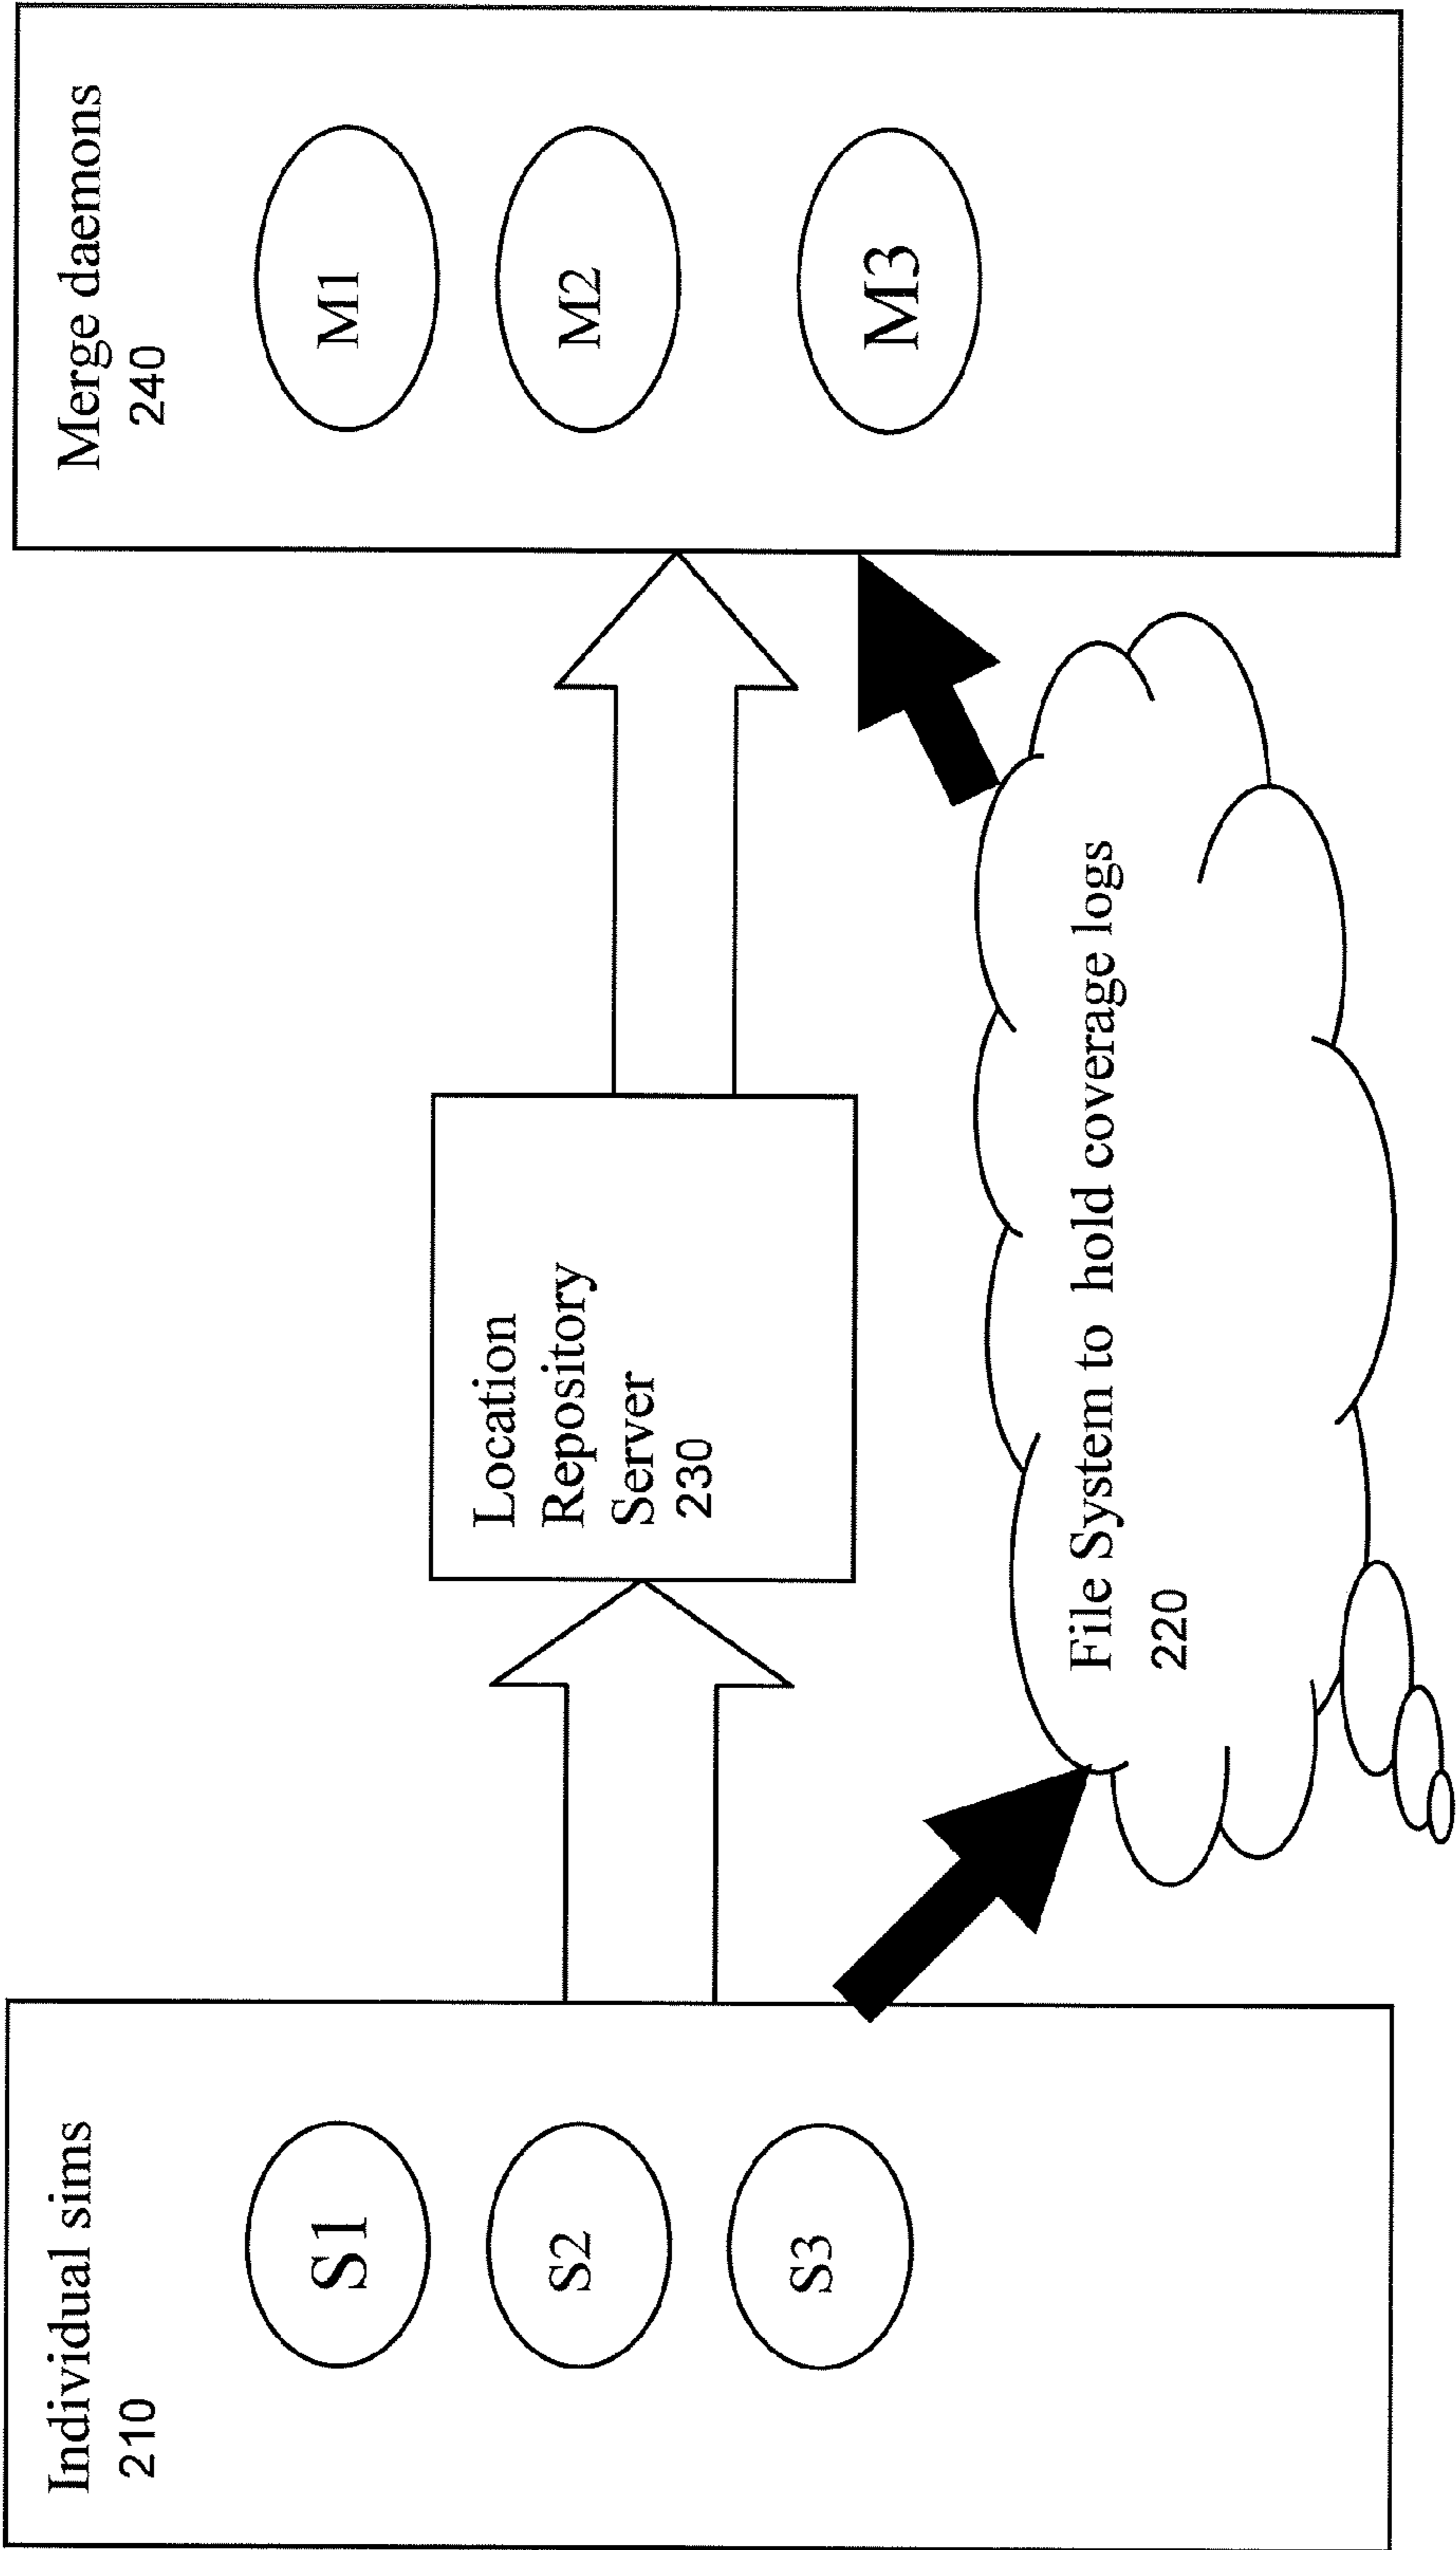 Individual sims
210
S1
S2
S3
Location
Repository
Server
230
File System to hold coverage logs
220
Merge daemons
240
M1
M2
M3